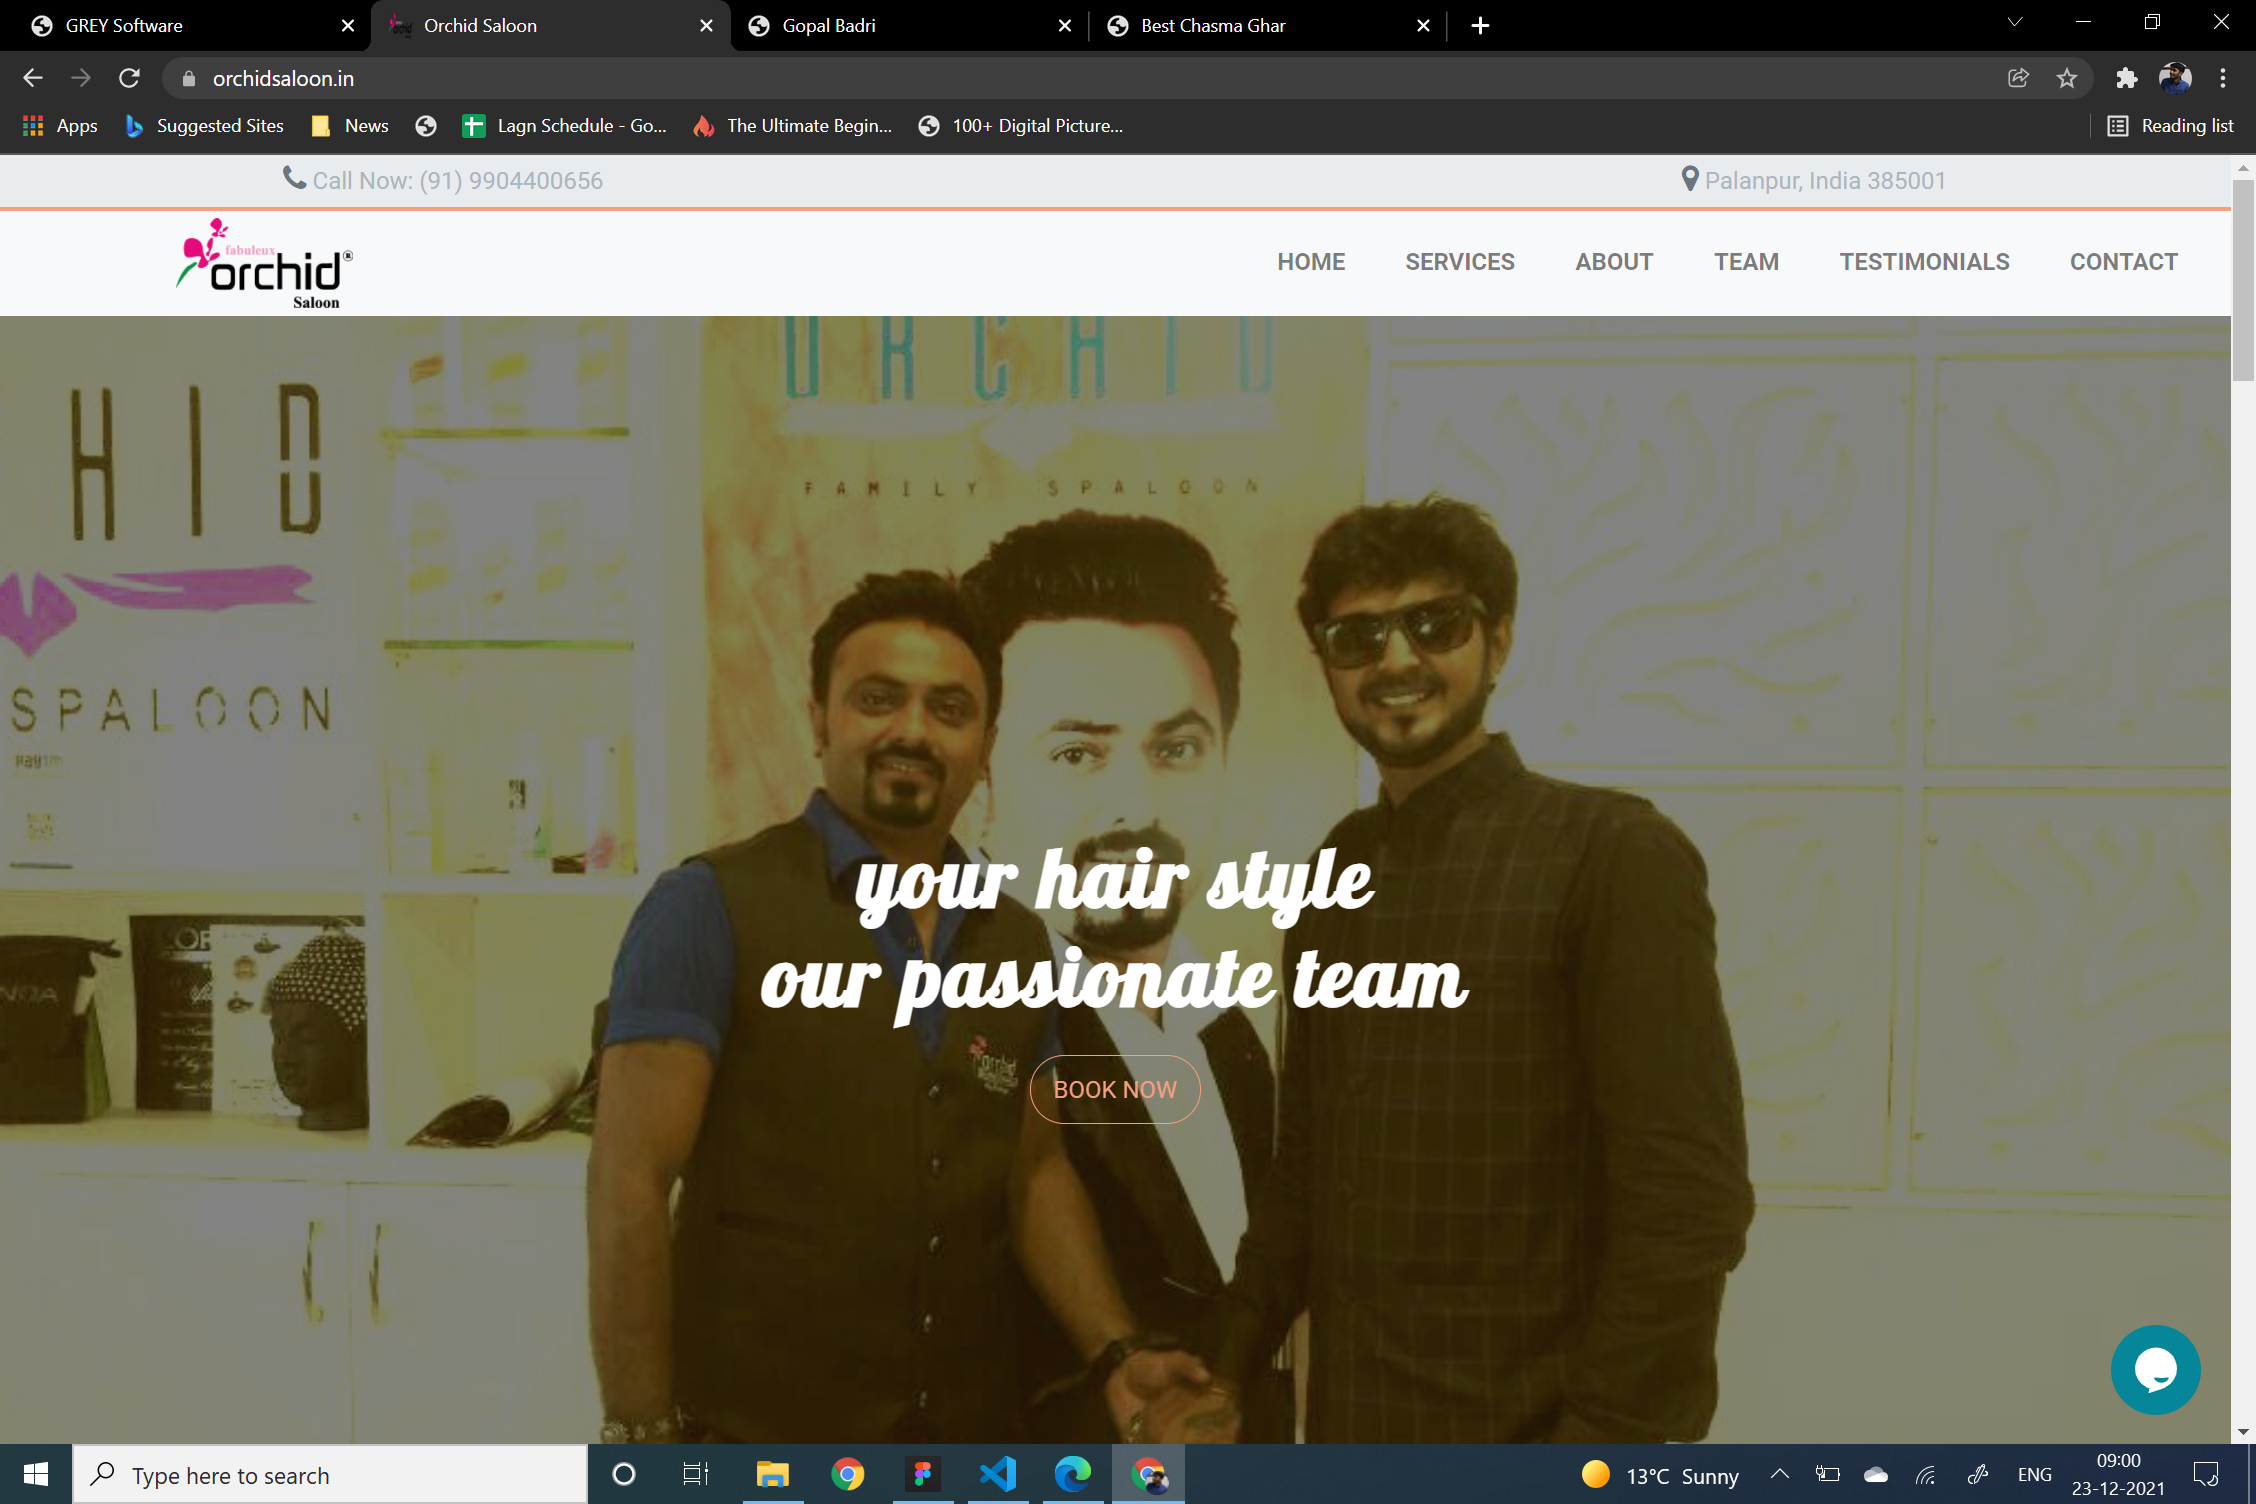 GREY Software
Orchid Saloon
Gopal Badri
Best Chasma Ghar
orchidsaloon.in
Apps
Suggested Sites
News
Lagn Schedule - Go...
The Ultimate Begin...
100+ Digital Picture...
Reading list
Call Now: (91) 9904400656
Palanpur, India 385001
fabuleux
orchid®
Saloon
HOME
SERVICES
ABOUT
TEAM
TESTIMONIALS
CONTACT
ORCHID
FAMILY SPALOON
HID
SPALOON
Paytm
your hair style
our passionate team
orchid
BOOK NOW
Type here to search
13°C Sunny
ENG
09:00
23-12-2021